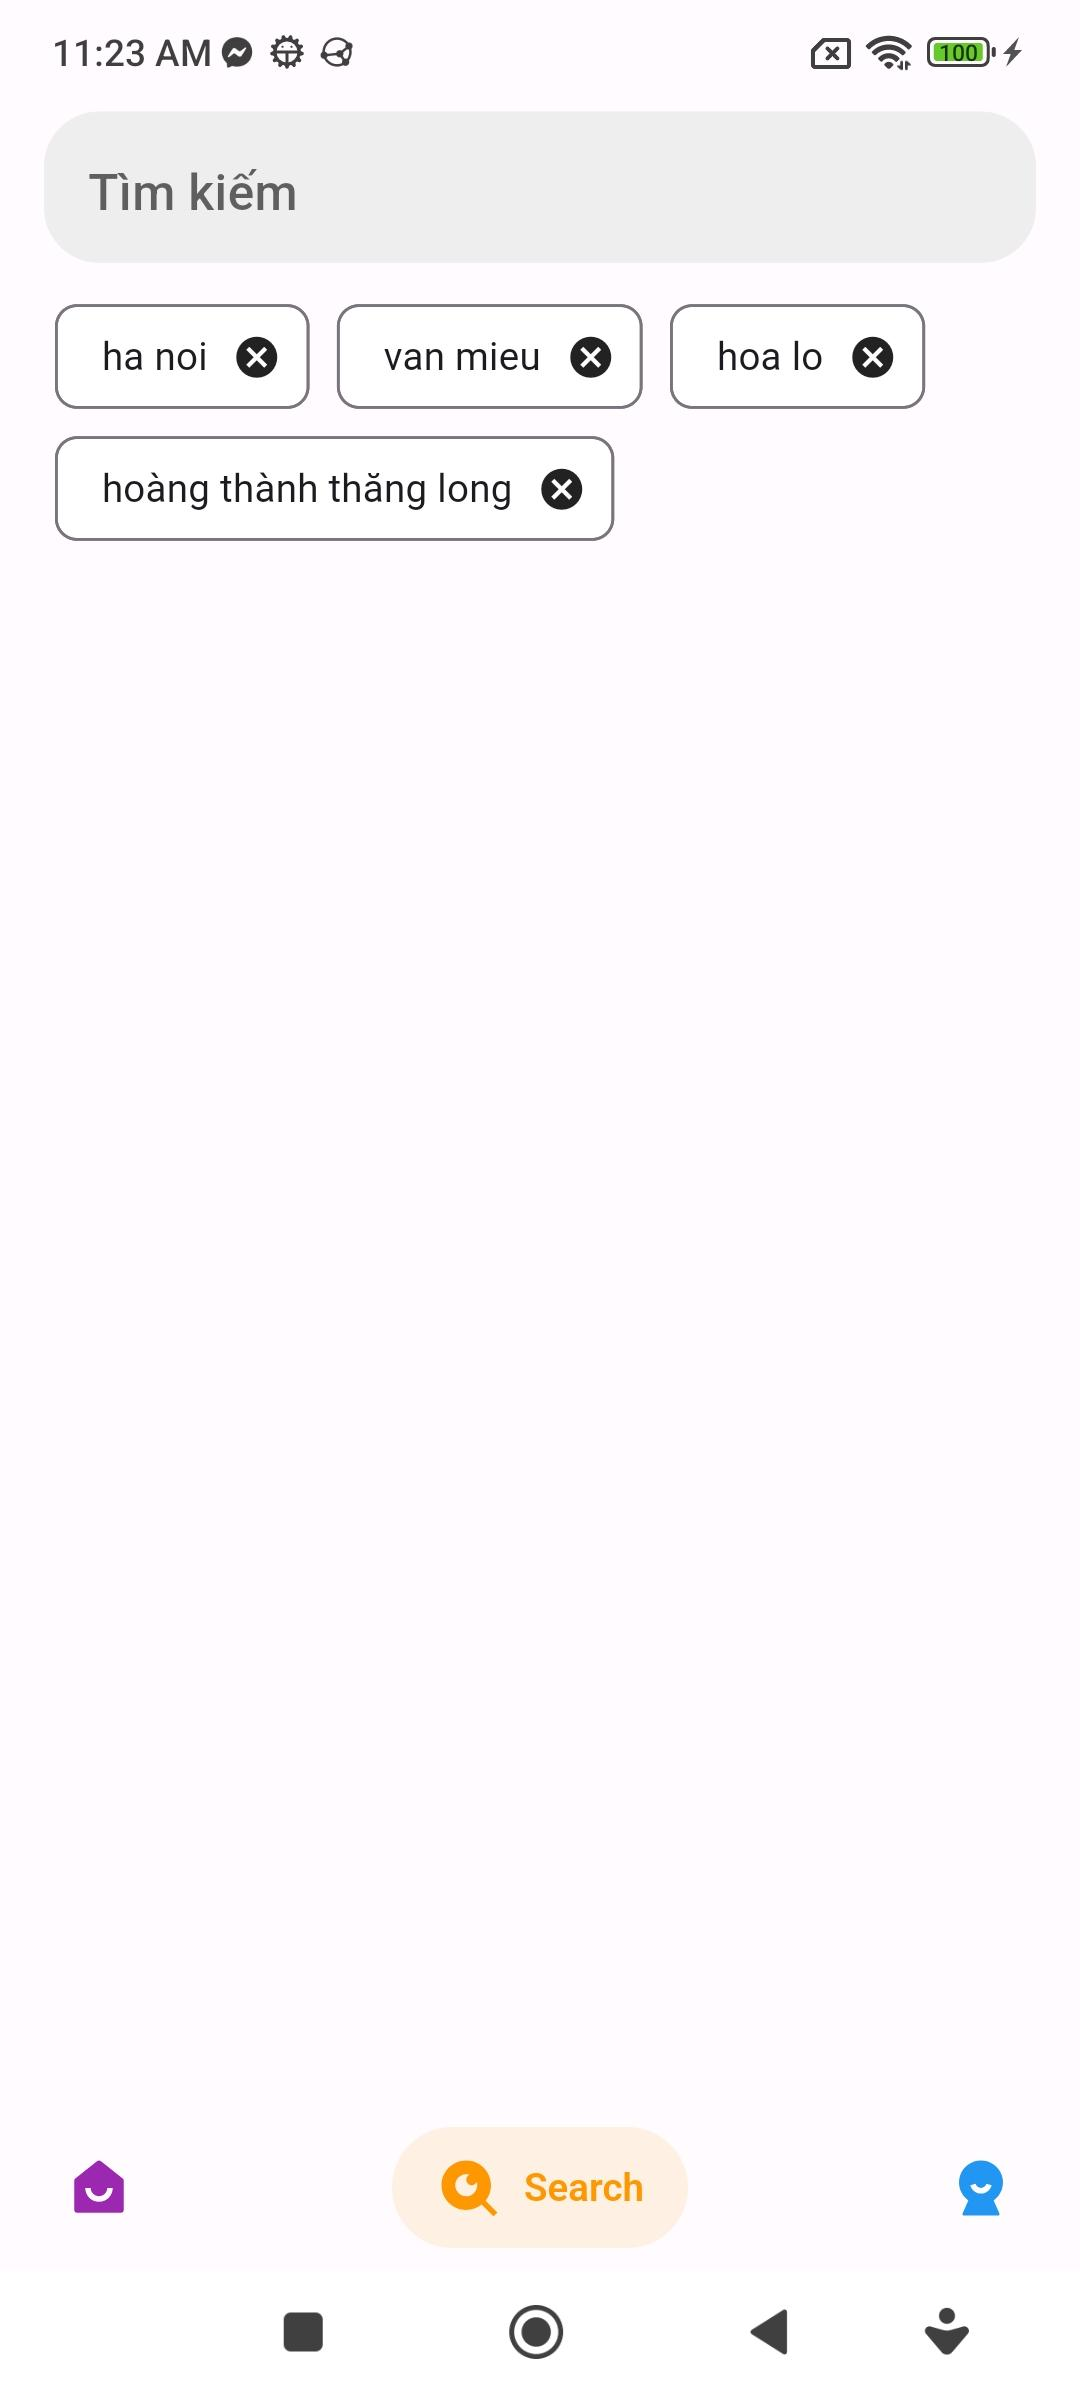 11:23 AM
100
Tìm kiếm
ha noi
van mieu
hoa lo
hoàng thành thăng long
Search